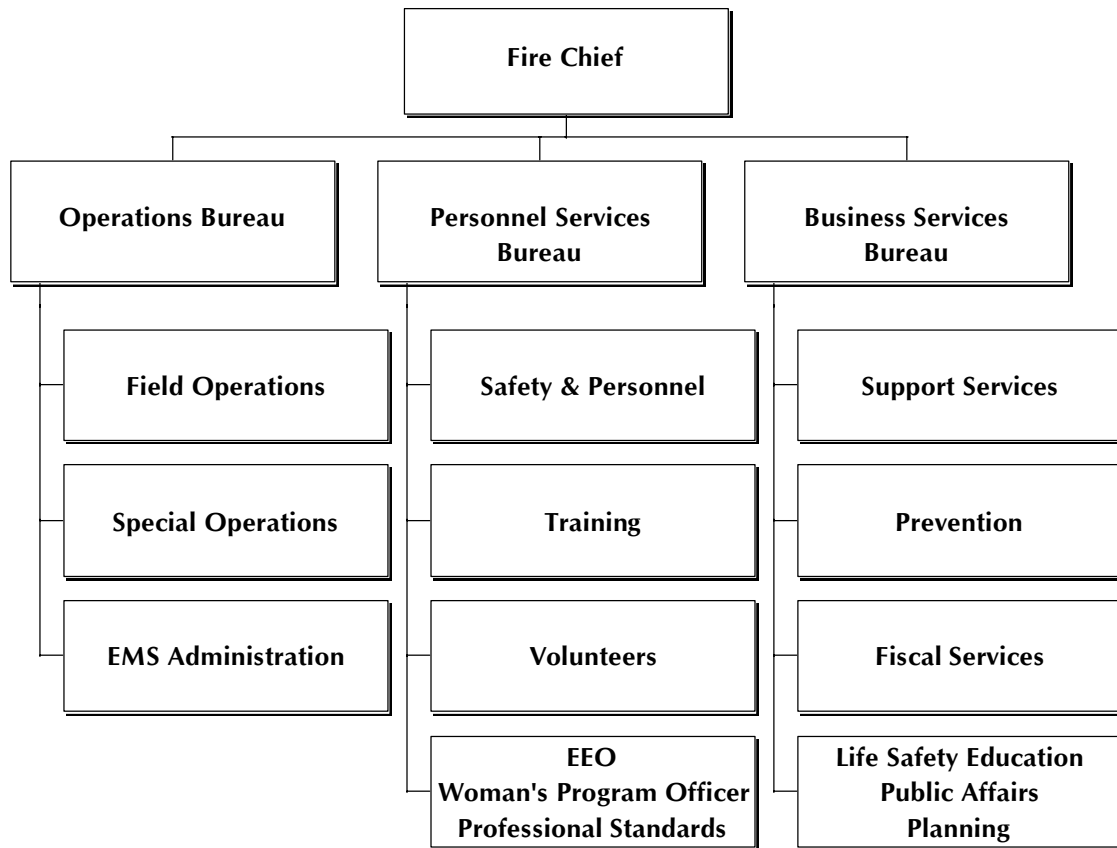 Fire Chief
Operations Bureau
Personnel Services
Bureau
Business Services
Bureau
Field Operations
Safety & Personnel
Support Services
Special Operations
Training
Prevention
EMS Administration
Volunteers
Fiscal Services
EEO
Woman's Program Officer
Professional Standards
Life Safety Education
Public Affairs
Planning